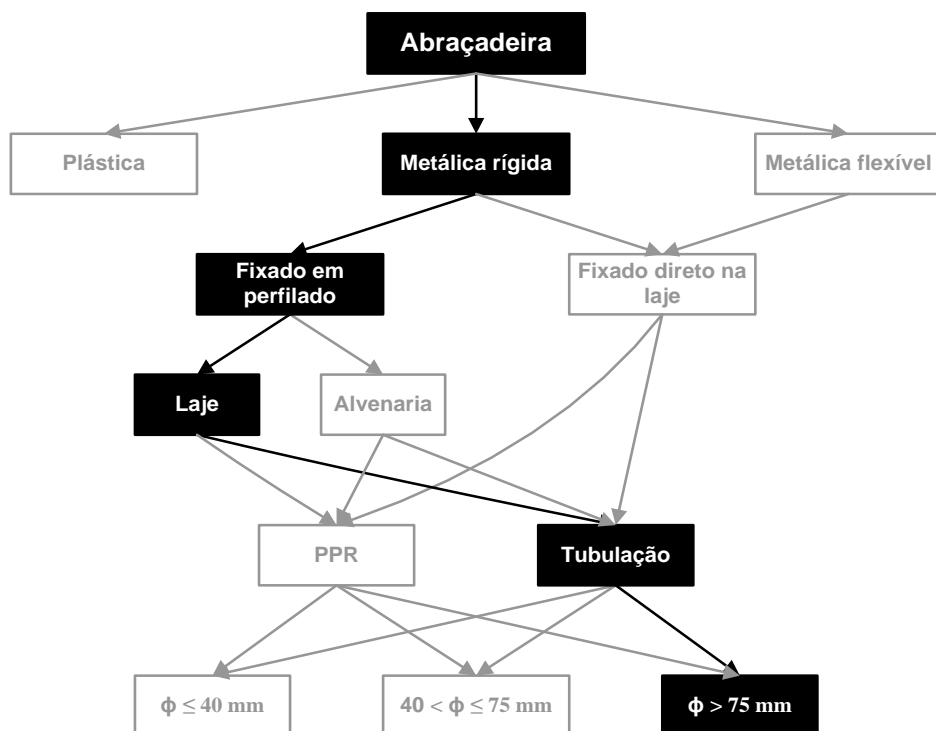 Abraçadeira
Plástica
Metálica rígida
Metálica flexível
Fixado em
perfilado
Fixado direto na
laje
Laje
Alvenaria
PPR
Tubulação
ϕ ≤ 40 mm
40 < ϕ ≤ 75 mm
ϕ > 75 mm